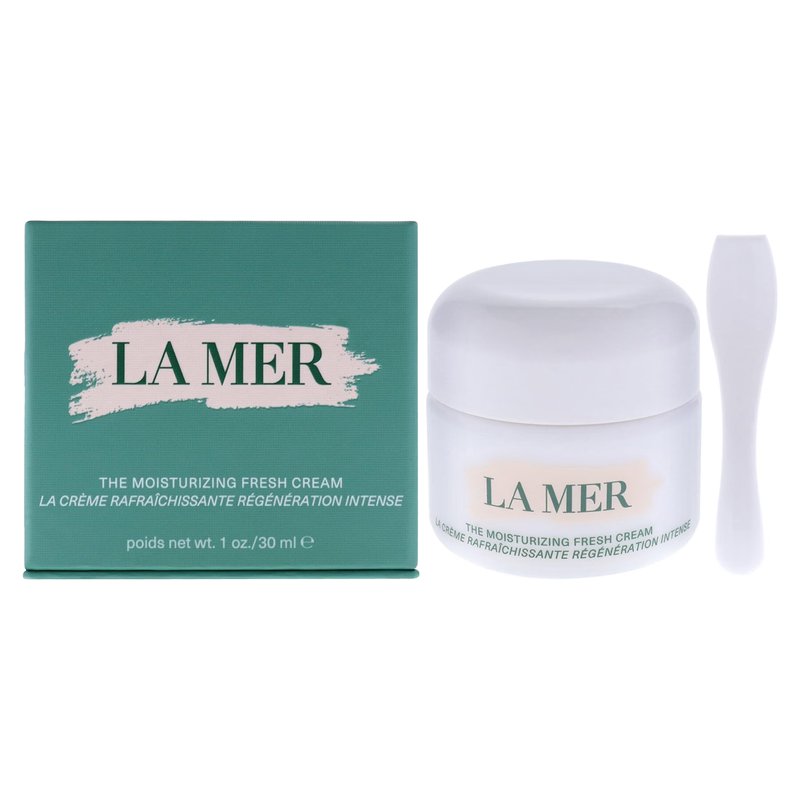 LA MER
THE MOISTURIZING FRESH CREAM
LA CRÈME RAFRAÎCHISSANTE RÉGÉNÉRATION INTENSE
poids net wt. 1 oz./30 ml ℮
LA MER
THE MOISTURIZING FRESH CREAM
LA CRÈME RAFRAÎCHISSANTE RÉGÉNÉRATION INTENSE